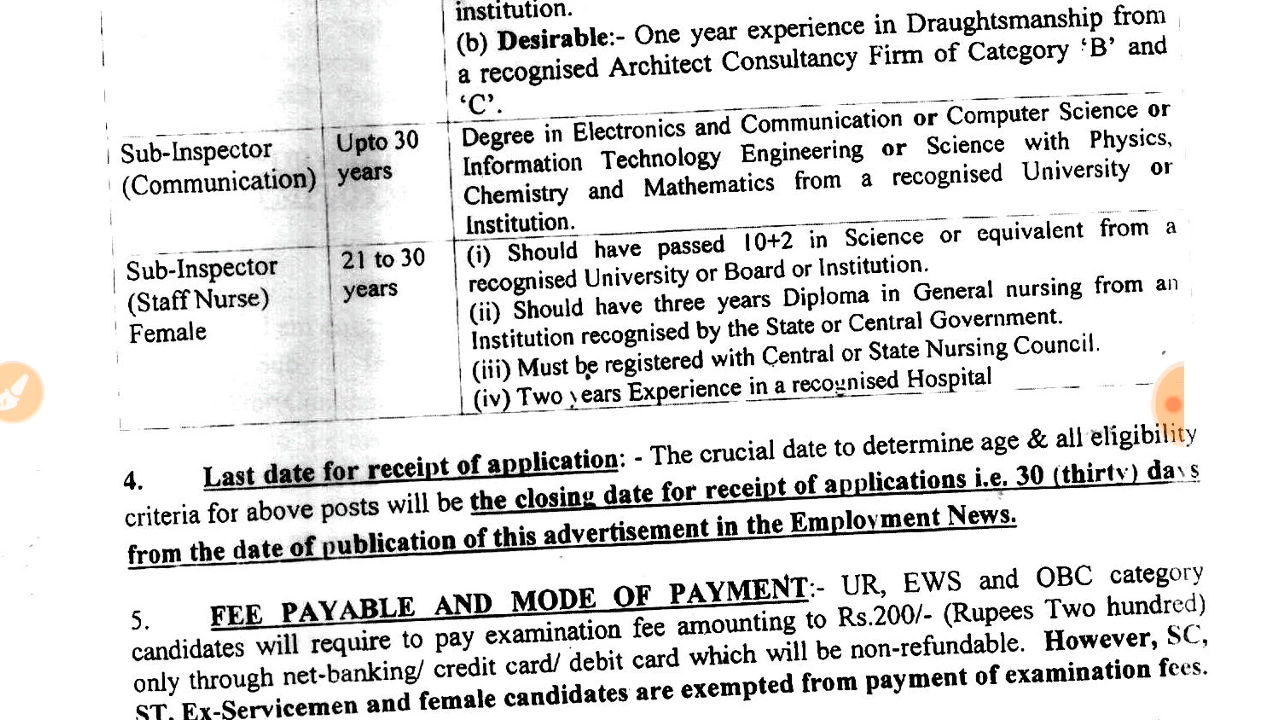 institution.
(b) Desirable:- One year experience in Draughtsmanship from
a recognised Architect Consultancy Firm of Category ‘B’ and
‘C’.
Sub-Inspector
(Communication)
Upto 30
years
Degree in Electronics and Communication or Computer Science or
Information Technology Engineering or Science with Physics,
Chemistry and Mathematics from a recognised University or
Institution.
Sub-Inspector
(Staff Nurse)
Female
21 to 30
years
(i) Should have passed 10+2 in Science or equivalent from a
recognised University or Board or Institution.
(ii) Should have three years Diploma in General nursing from an
Institution recognised by the State or Central Government.
(iii) Must be registered with Central or State Nursing Council.
(iv) Two years Experience in a recognised Hospital
4. Last date for receipt of application: - The crucial date to determine age & all eligibility
criteria for above posts will be the closing date for receipt of applications i.e. 30 (thirty) days
from the date of publication of this advertisement in the Employment News.
5. FEE PAYABLE AND MODE OF PAYMENT:- UR, EWS and OBC category
candidates will require to pay examination fee amounting to Rs.200/- (Rupees Two hundred)
only through net-banking/ credit card/ debit card which will be non-refundable. However, SC,
ST, Ex-Servicemen and female candidates are exempted from payment of examination fees.